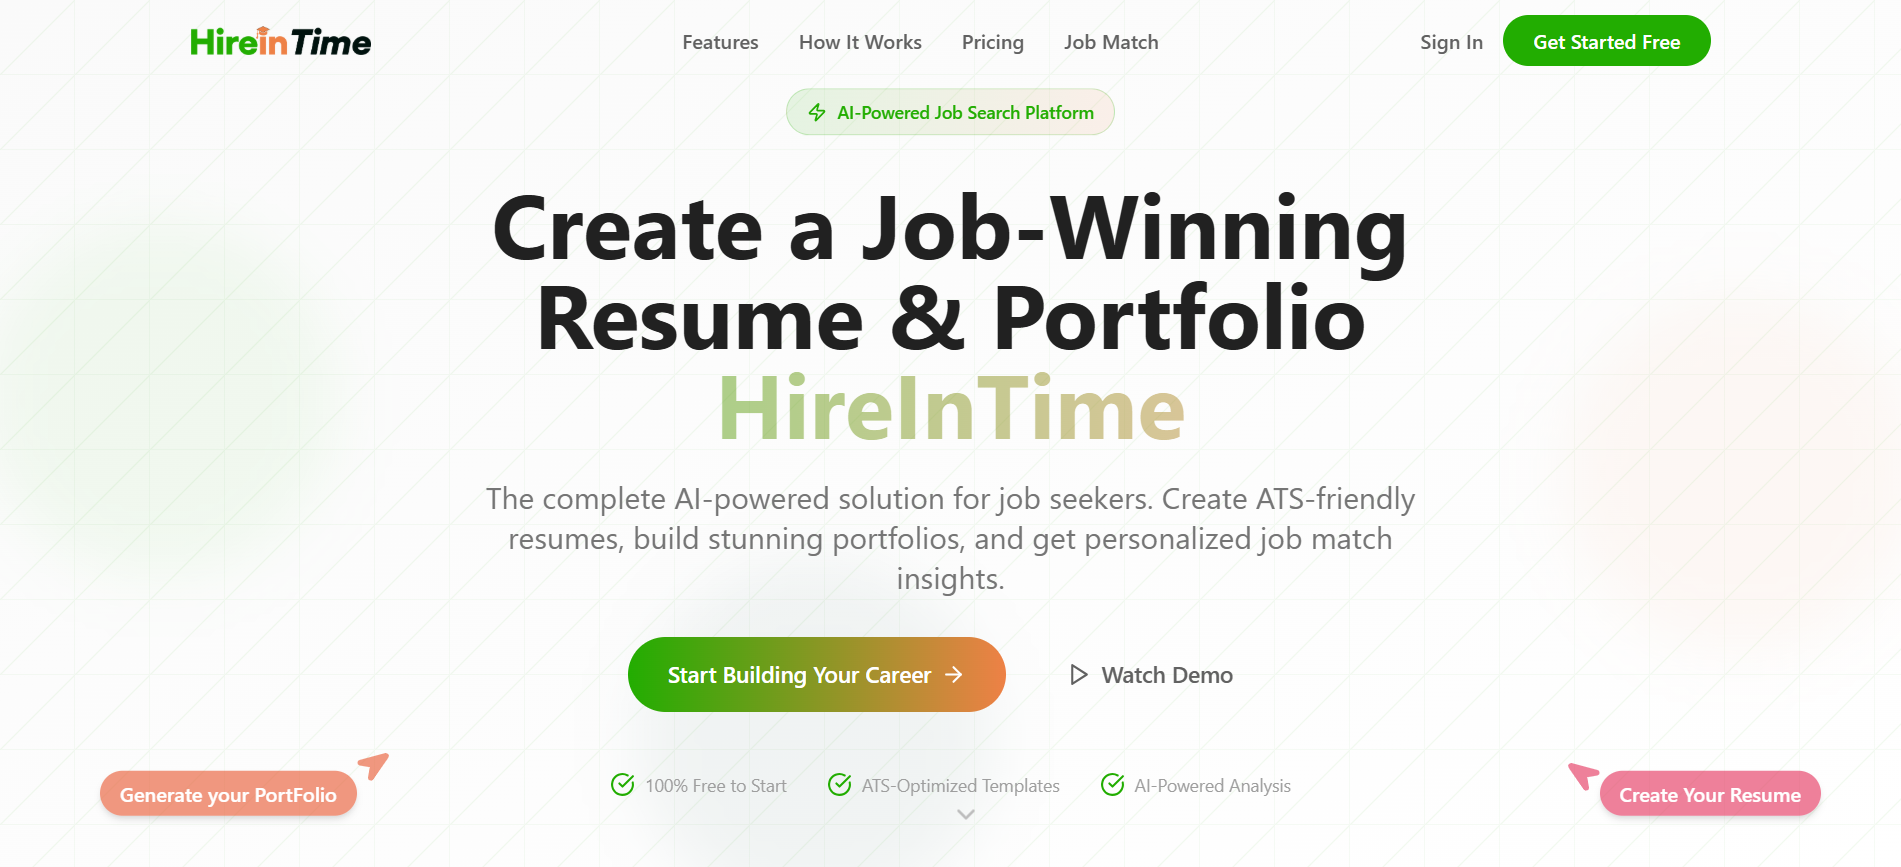 HireinTime
Features
How It Works
Pricing
Job Match
Sign In
Get Started Free
AI-Powered Job Search Platform
Create a Job-Winning
Resume & Portfolio
HireInTime
The complete AI-powered solution for job seekers. Create ATS-friendly
resumes, build stunning portfolios, and get personalized job match
insights.
Start Building Your Career
Watch Demo
100% Free to Start
ATS-Optimized Templates
AI-Powered Analysis
Generate your PortFolio
Create Your Resume